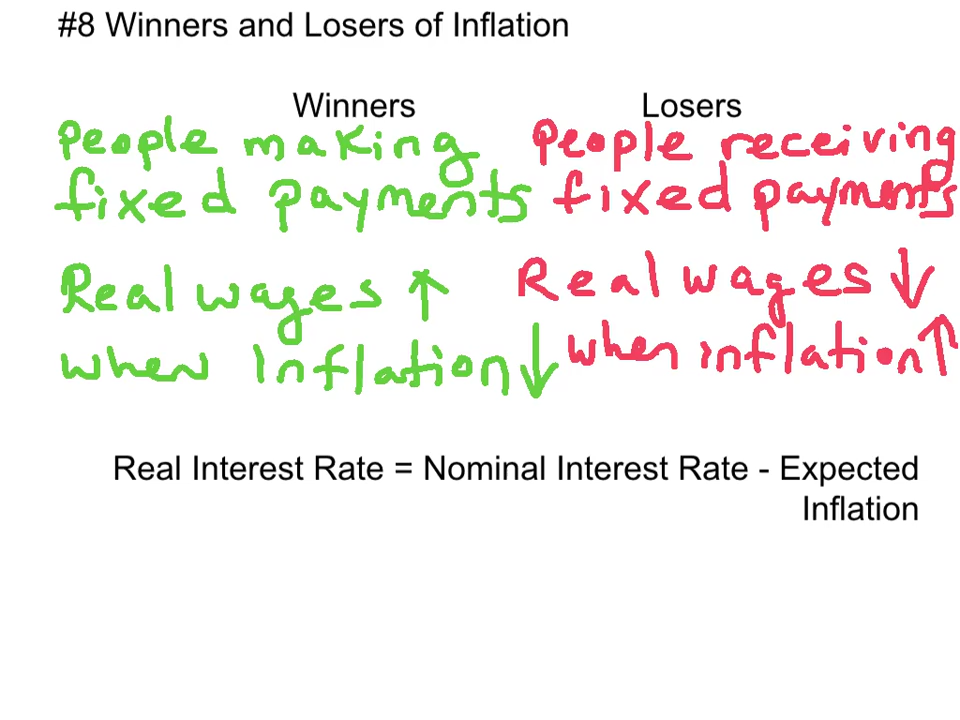 #8 Winners and Losers of Inflation
Winners
People making
fixed payments
Real wages ↑
when Inflation ↓
Losers
People receiving
fixed payments
Real wages ↓
when inflation ↑
Real Interest Rate = Nominal Interest Rate - Expected
Inflation